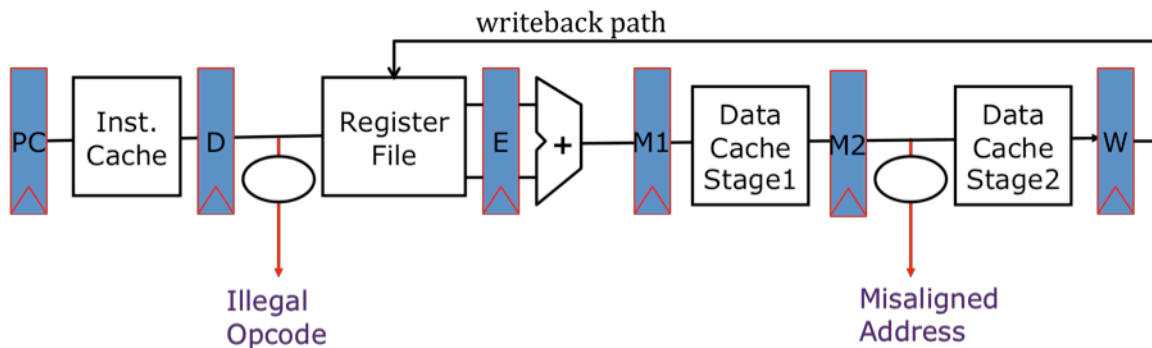 writeback path
PC
Inst.
Cache
D
Register
File
E
+
M1
Data
Cache
Stage1
M2
Data
Cache
Stage2
W
Illegal
Opcode
Misaligned
Address